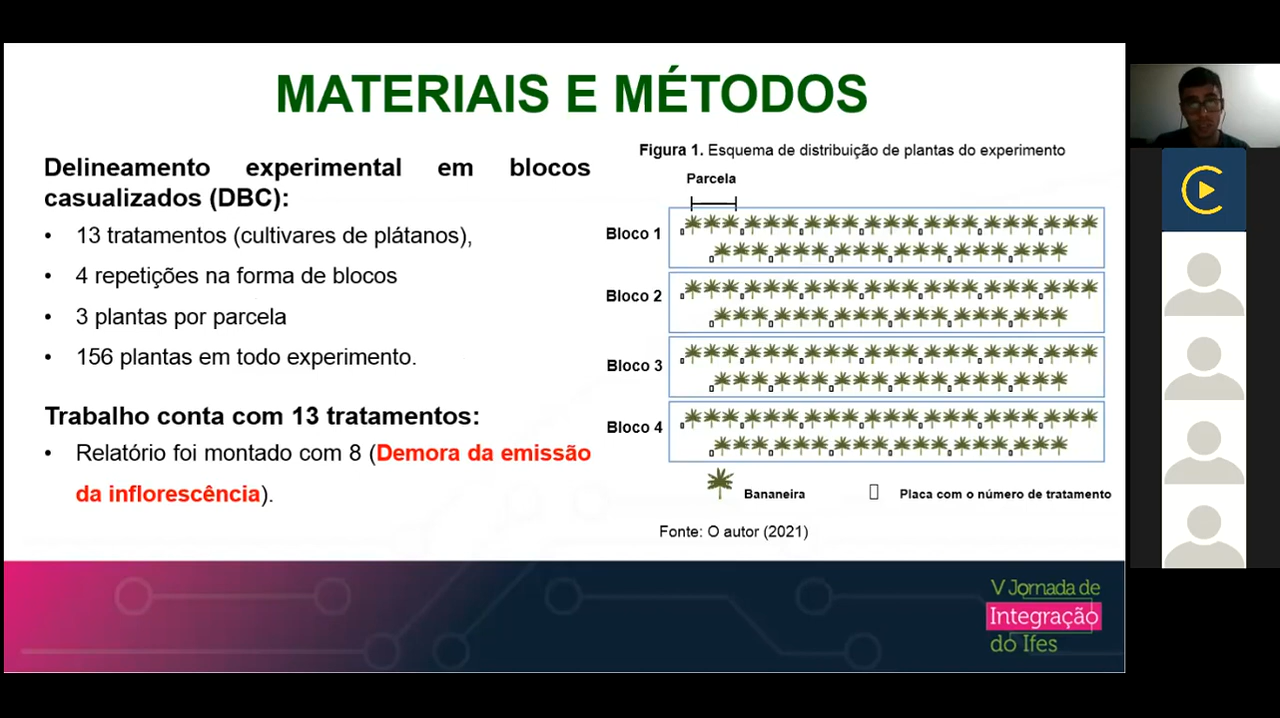 MATERIAIS E MÉTODOS
Delineamento experimental em blocos
casualizados (DBC):
• 13 tratamentos (cultivares de plátanos),
• 4 repetições na forma de blocos
• 3 plantas por parcela
• 156 plantas em todo experimento.
Trabalho conta com 13 tratamentos:
• Relatório foi montado com 8 (Demora da emissão
da inflorescência).
Figura 1. Esquema de distribuição de plantas do experimento
Parcela
Bloco 1
Bloco 2
Bloco 3
Bloco 4
Bananeira
Placa com o número de tratamento
Fonte: O autor (2021)
V Jornada de
Integração
do Ifes